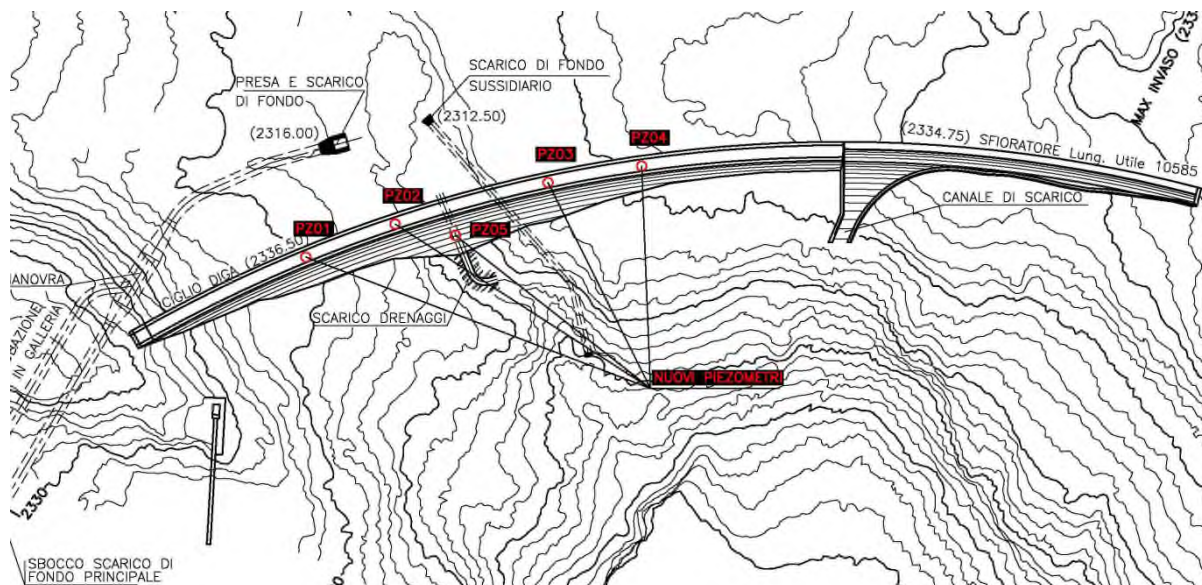 SCARICO DI FONDO
SUSSIDIARIO
(2312.50)
PRESA E SCARICO
DI FONDO
(2316.00)
PZ04
PZ03
PZ02
PZ01
PZ05
(2334.75) SFIORATORE Lung. Utile 10585
MAX INVASO
CANALE DI SCARICO
CIGLIO DIGA (2336.50)
SCARICO DRENAGGI
IN GALLERIA
NUOVI PIEZOMETRI
2330
SBOCCO SCARICO DI
FONDO PRINCIPALE